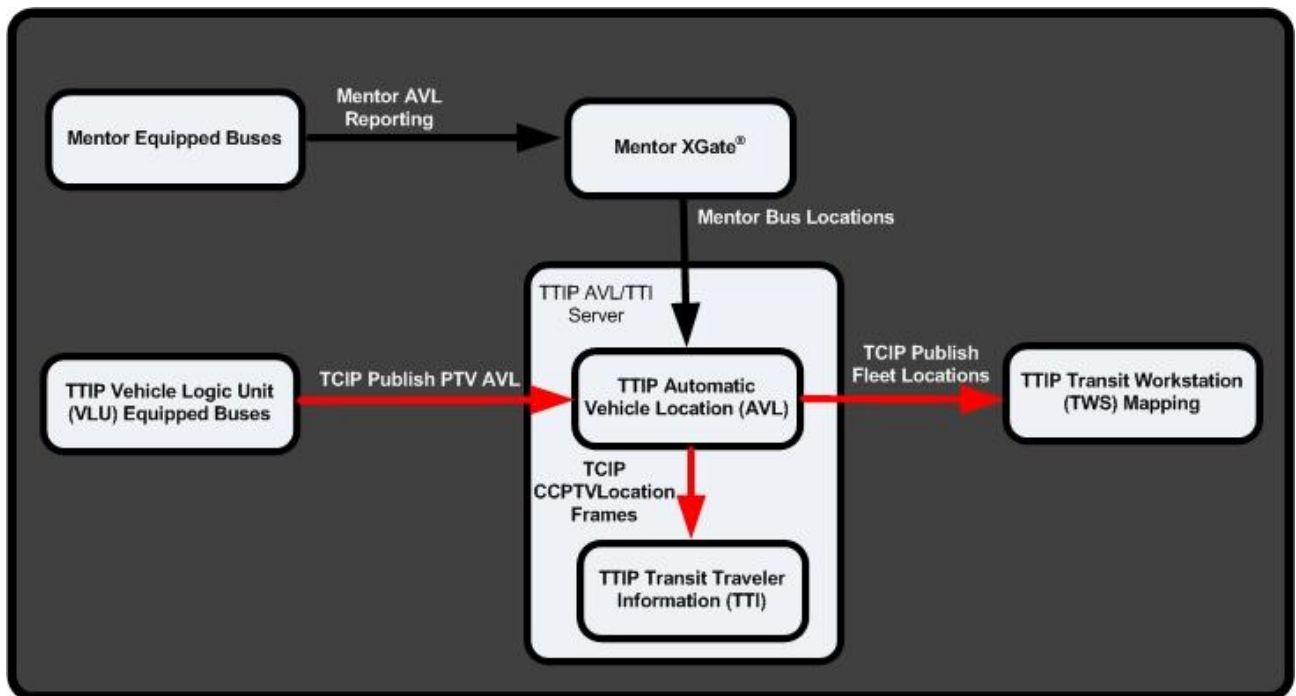 Mentor AVL
Reporting
Mentor Equipped Buses
Mentor XGate®
Mentor Bus Locations
TTIP AVL/TTI
Server
TTIP Vehicle Logic Unit
(VLU) Equipped Buses
TCIP Publish PTV AVL
TTIP Automatic
Vehicle Location (AVL)
TCIP Publish
Fleet Locations
TTIP Transit Workstation
(TWS) Mapping
TCIP
CCPTVLocation
Frames
TTIP Transit Traveler
Information (TTI)